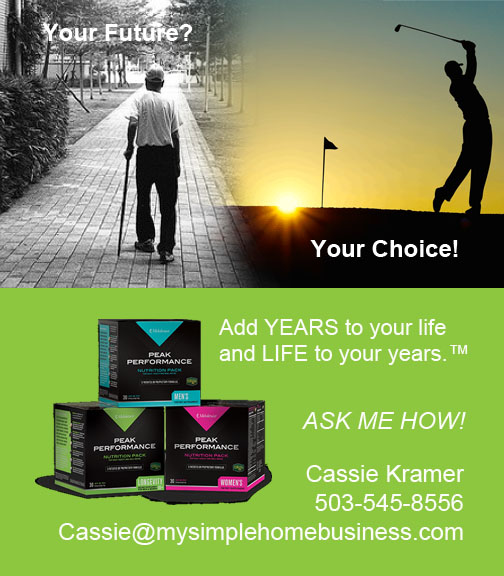 Your Future?
Your Choice!
Add YEARS to your life
and LIFE to your years.™
PEAK
PERFORMANCE
NUTRITION PACK
MEN'S
PEAK
PERFORMANCE
NUTRITION PACK
LONGEVITY
PEAK
PERFORMANCE
NUTRITION PACK
WOMEN'S
ASK ME HOW!
Cassie Kramer
503-545-8556
Cassie@mysimplehomebusiness.com